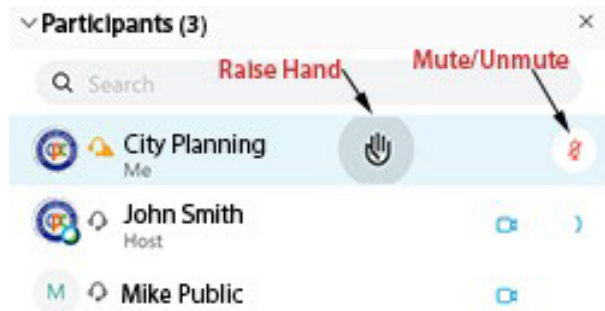 Participants (3)
Search
Raise Hand
Mute/Unmute
City Planning
Me
John Smith
Host
M
Mike Public